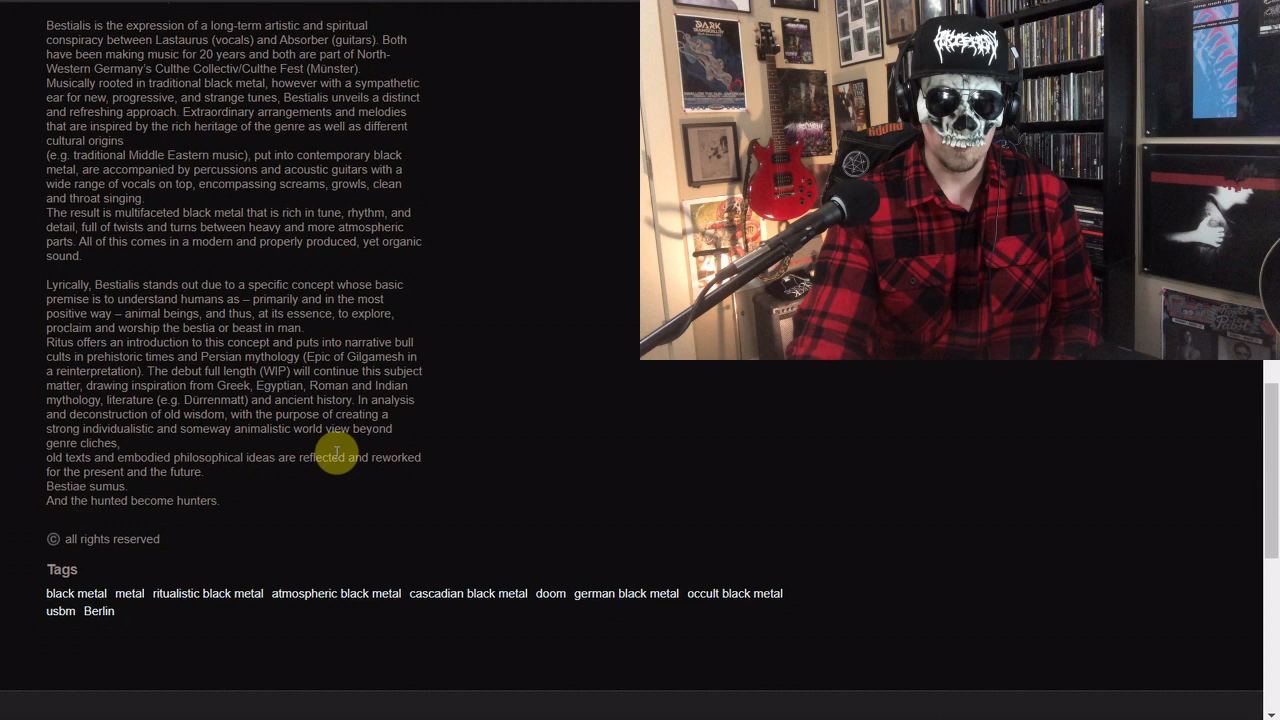 Bestialis is the expression of a long-term artistic and spiritual
conspiracy between Lastaurus (vocals) and Absorber (guitars). Both
have been making music for 20 years and both are part of North-
Western Germany's Culthe Collectiv/Culthe Fest (Münster).
Musically rooted in traditional black metal, however with a sympathetic
ear for new, progressive, and strange tunes, Bestialis unveils a distinct
and refreshing approach. Extraordinary arrangements and melodies
that are inspired by the rich heritage of the genre as well as different
cultural origins
(e.g. traditional Middle Eastern music), put into contemporary black
metal, are accompanied by percussions and acoustic guitars with a
wide range of vocals on top, encompassing screams, growls, clean
and throat singing.
The result is multifaceted black metal that is rich in tune, rhythm, and
detail, full of twists and turns between heavy and more atmospheric
parts. All of this comes in a modern and properly produced, yet organic
sound.
Lyrically, Bestialis stands out due to a specific concept whose basic
premise is to understand humans as – primarily and in the most
positive way – animal beings, and thus, at its essence, to explore,
proclaim and worship the bestia or beast in man.
Ritus offers an introduction to this concept and puts into narrative bull
cults in prehistoric times and Persian mythology (Epic of Gilgamesh in
a reinterpretation). The debut full length (WIP) will continue this subject
matter, drawing inspiration from Greek, Egyptian, Roman and Indian
mythology, literature (e.g. Dürrenmatt) and ancient history. In analysis
and deconstruction of old wisdom, with the purpose of creating a
strong individualistic and someway animalistic world view beyond
genre cliches,
old texts and embodied philosophical ideas are reflected and reworked
for the present and the future.
Bestiae sumus.
And the hunted become hunters.
© all rights reserved
Tags
black metal metal ritualistic black metal atmospheric black metal cascadian black metal doom german black metal occult black metal
usbm Berlin
DARK
TRANQUILLITY
nine inch nails
Pabst